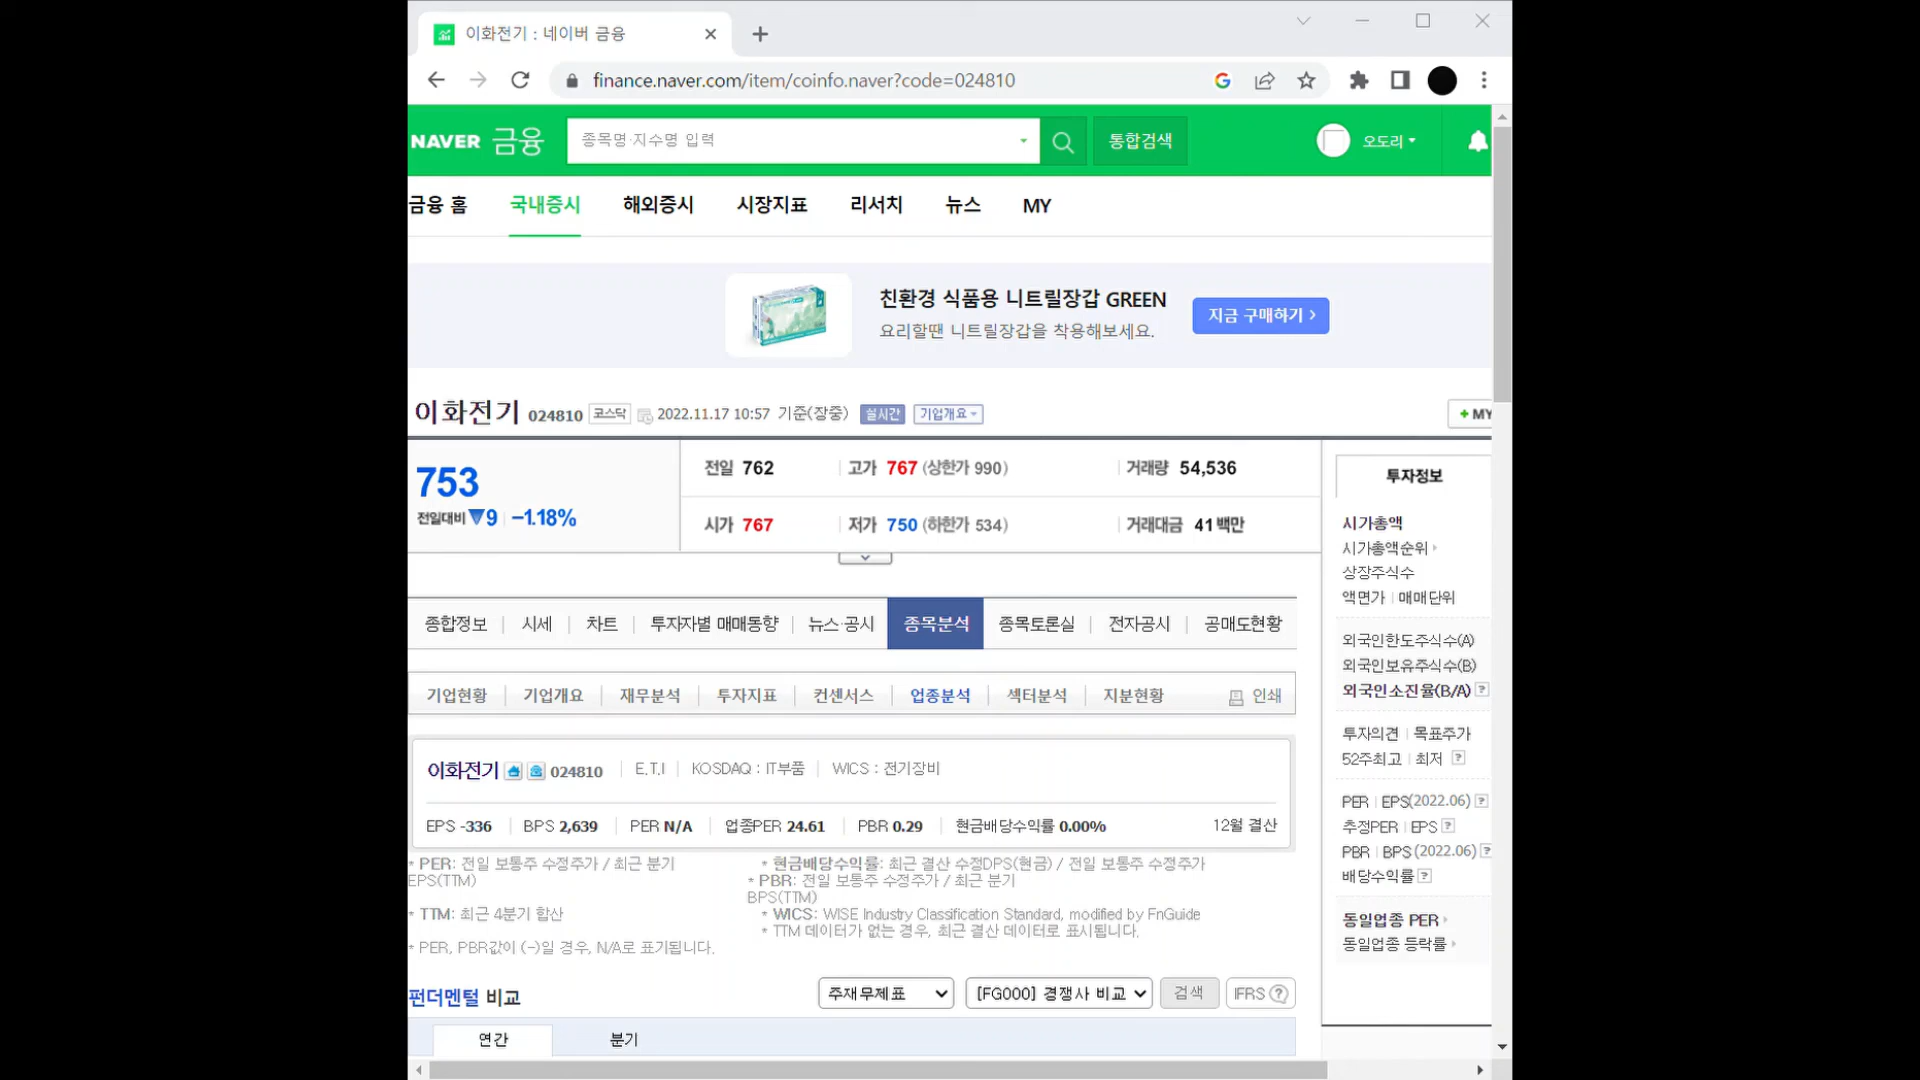 이화전기 : 네이버 금융
finance.naver.com/item/coinfo.naver?code=024810
NAVER 금융 종목명·지수명 입력 통합검색 오도리
금융 홈 국내증시 해외증시 시장지표 리서치 뉴스 MY
친환경 식품용 니트릴장갑 GREEN
요리할땐 니트릴장갑을 착용해보세요.
지금 구매하기
이화전기 024810 코스닥 2022.11.17 10:57 기준(장중) 실시간 기업개요 + MY
753
전일대비 ▼9 -1.18%
전일 762 고가 767 (상한가 990) 거래량 54,536
시가 767 저가 750 (하한가 534) 거래대금 41 백만
종합정보 시세 차트 투자자별 매매동향 뉴스·공시 종목분석 종목토론실 전자공시 공매도현황
기업현황 기업개요 재무분석 투자지표 컨센서스 업종분석 섹터분석 지분현황 인쇄
이화전기 024810 E.T.I KOSDAQ : IT부품 WICS : 전기장비
EPS -336 BPS 2,639 PER N/A 업종PER 24.61 PBR 0.29 현금배당수익률 0.00% 12월 결산
* PER: 전일 보통주 수정주가 / 최근 분기
EPS(TTM)
* TTM: 최근 4분기 합산
* PER, PBR값이 (-)일 경우, N/A로 표기됩니다.
* 현금배당수익률: 최근 결산 수정DPS(현금) / 전일 보통주 수정주가
* PBR: 전일 보통주 수정주가 / 최근 분기
BPS(TTM)
* WICS: WISE Industry Classification Standard, modified by FnGuide
* TTM 데이터가 없는 경우, 최근 결산 데이터로 표시됩니다.
펀더멘털 비교 주재무제표 [FG000] 경쟁사 비교 검색 IFRS ?
연간 분기
투자정보
시가총액
시가총액순위
상장주식수
액면가 매매단위
외국인한도주식수(A)
외국인보유주식수(B)
외국인소진율(B/A) ?
투자의견 목표주가
52주최고 최저 ?
PER EPS(2022.06) ?
추정PER EPS ?
PBR BPS (2022.06) ?
배당수익률 ?
동일업종 PER
동일업종 등락률